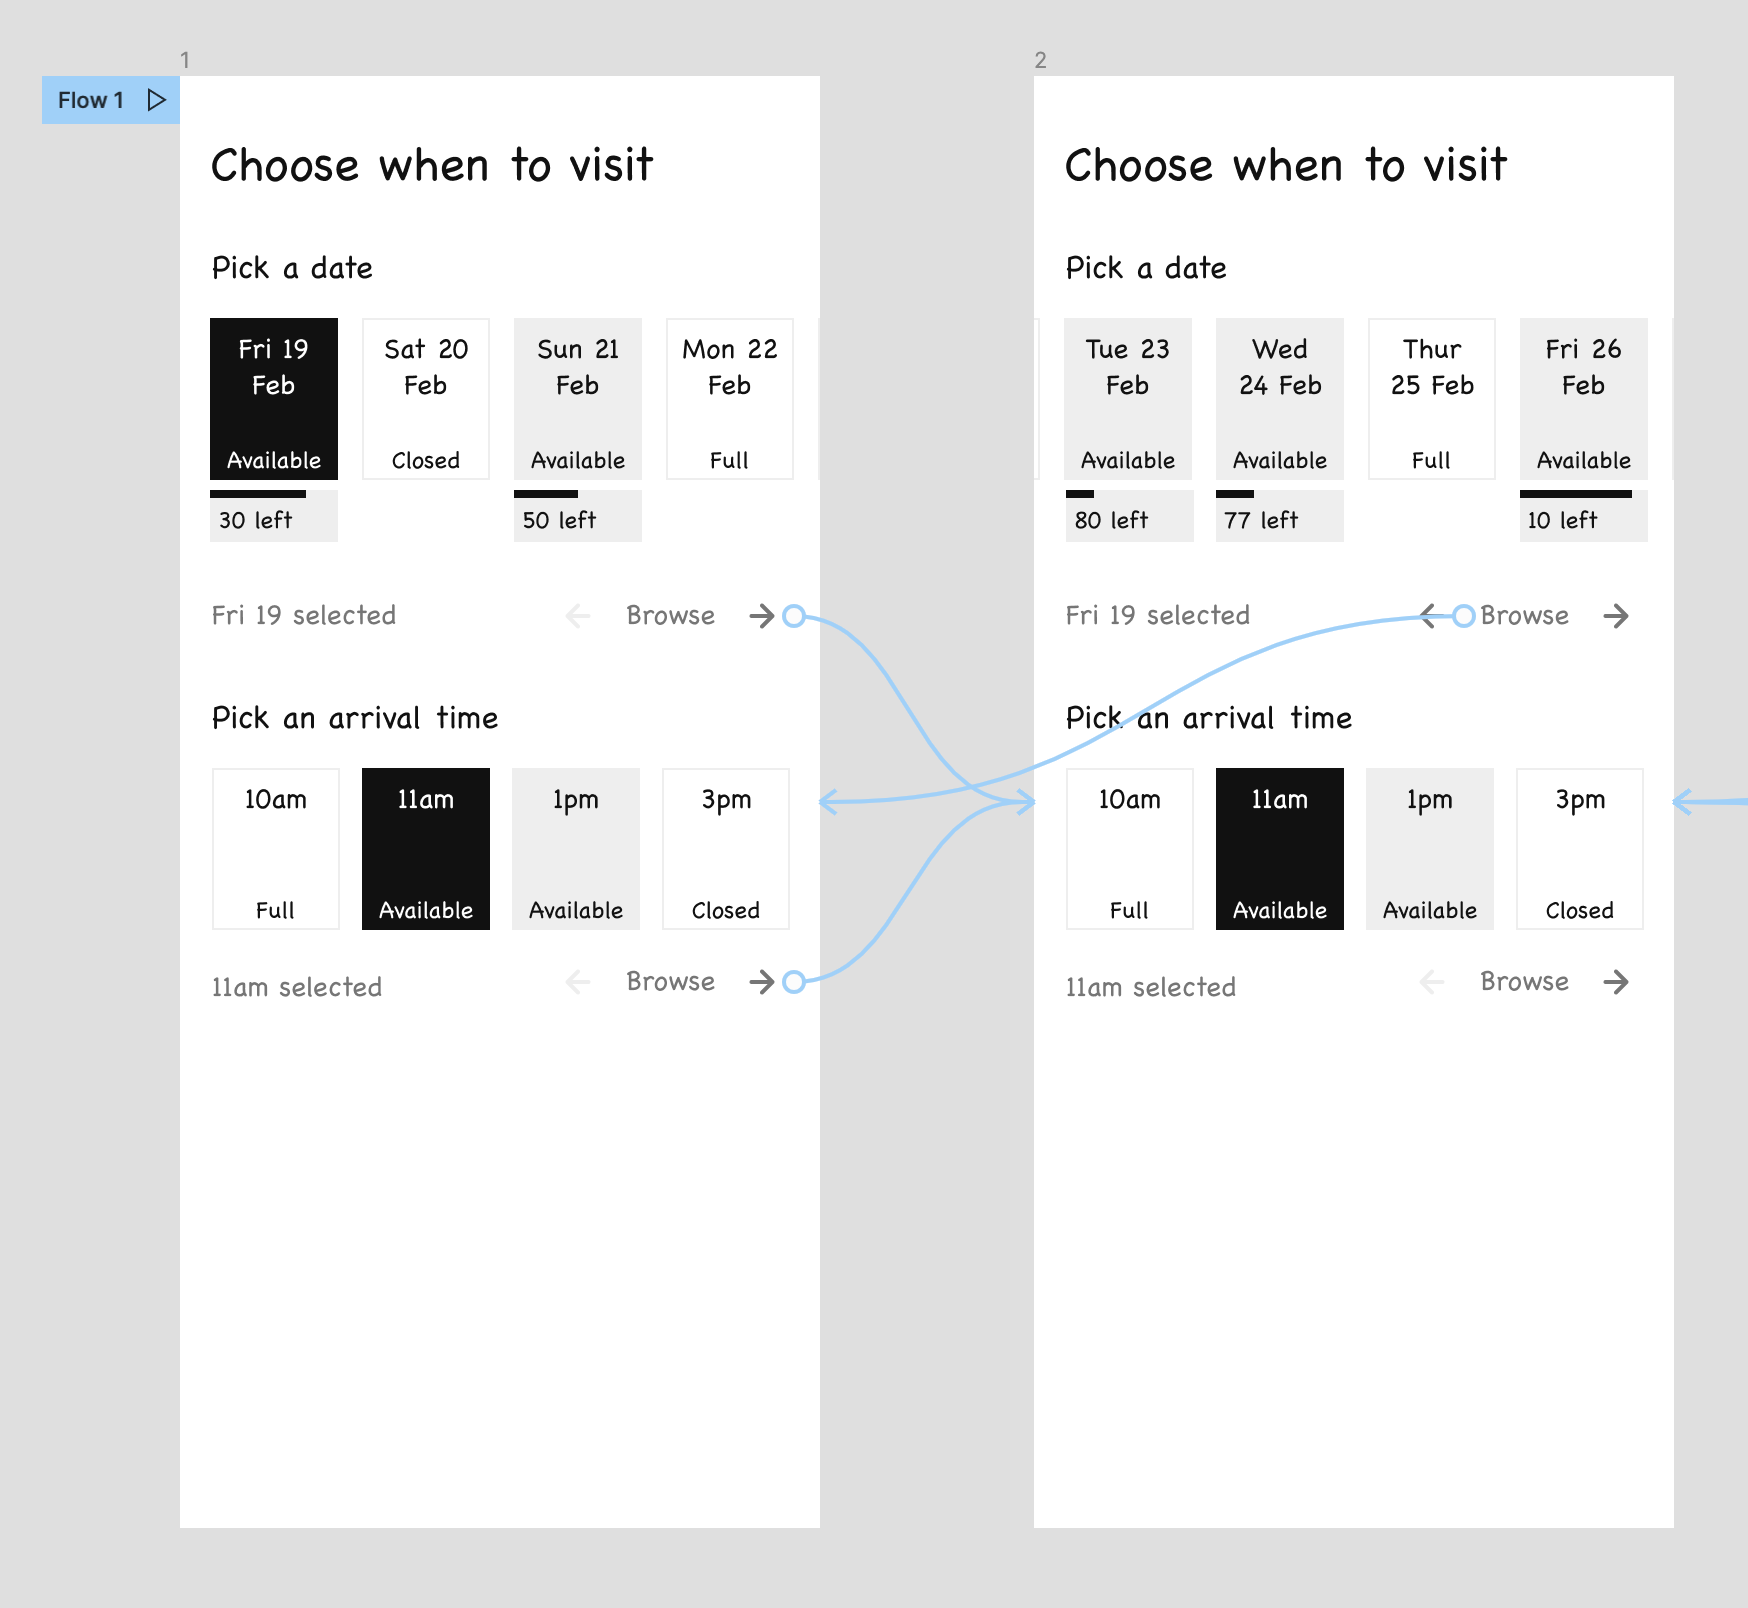 1
Flow 1
Choose when to visit
Pick a date
Fri 19
Feb
Available
30 left
Sat 20
Feb
Closed
Sun 21
Feb
Available
50 left
Mon 22
Feb
Full
Fri 19 selected
Browse
Pick an arrival time
10am
Full
11am
Available
1pm
Available
3pm
Closed
11am selected
Browse
2
Choose when to visit
Pick a date
Tue 23
Feb
Available
80 left
Wed
24 Feb
Available
77 left
Thur
25 Feb
Full
Fri 26
Feb
Available
10 left
Fri 19 selected
Browse
Pick an arrival time
10am
Full
11am
Available
1pm
Available
3pm
Closed
11am selected
Browse